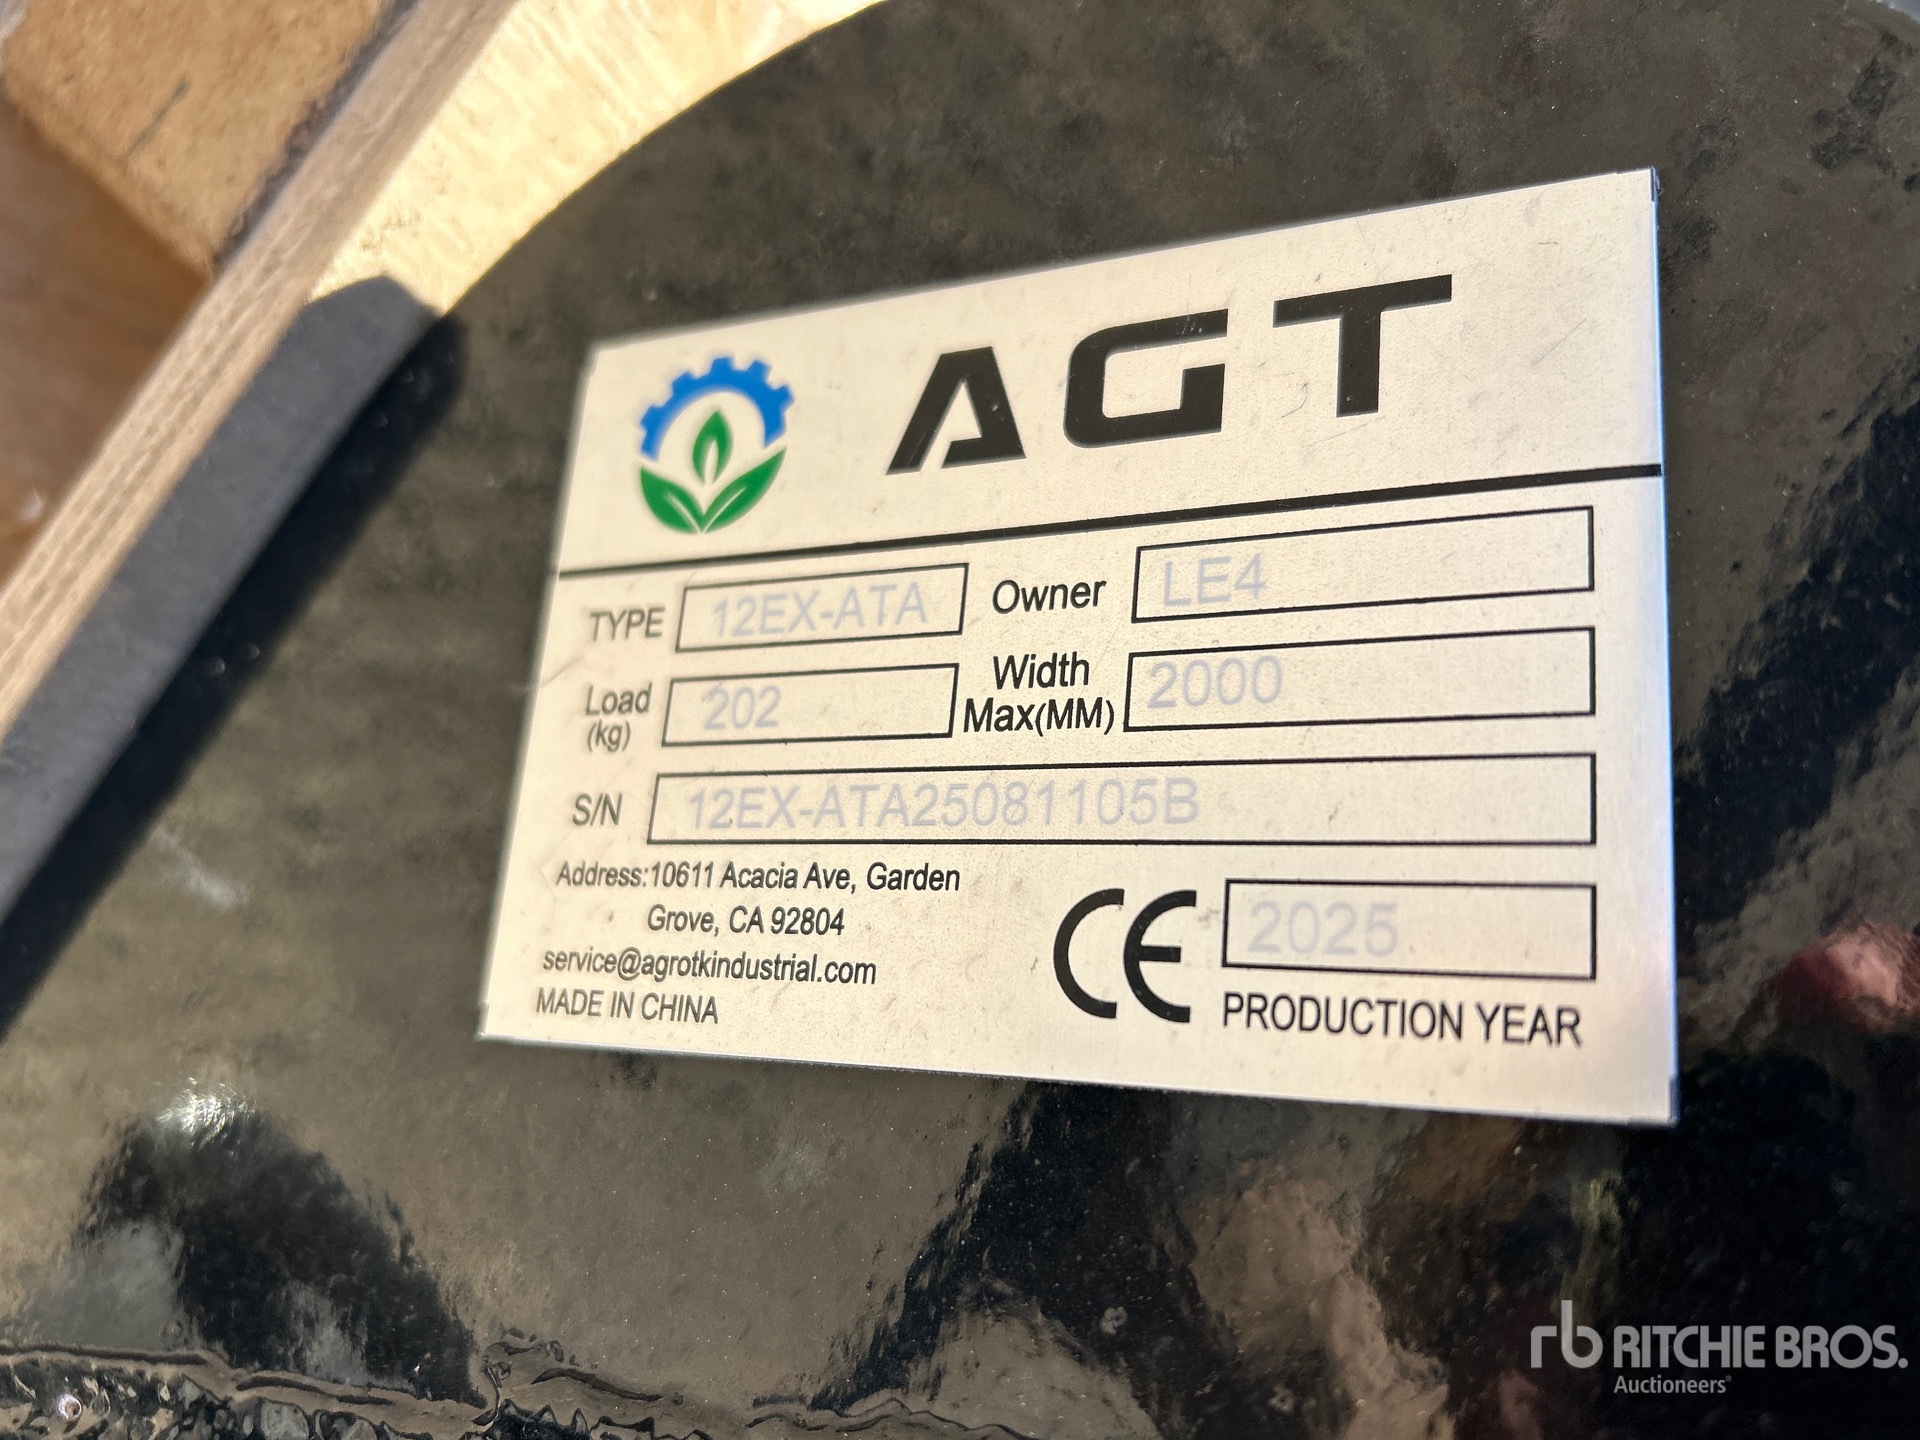 AGT
TYPE 12EX-ATA Owner LE4
Load (kg) 202 Width Max(MM) 2000
S/N 12EX-ATA25081105B
Address:10611 Acacia Ave, Garden
Grove, CA 92804
service@agrotkindustrial.com
MADE IN CHINA
CE 2025
PRODUCTION YEAR
rb RITCHIE BROS.
Auctioneers